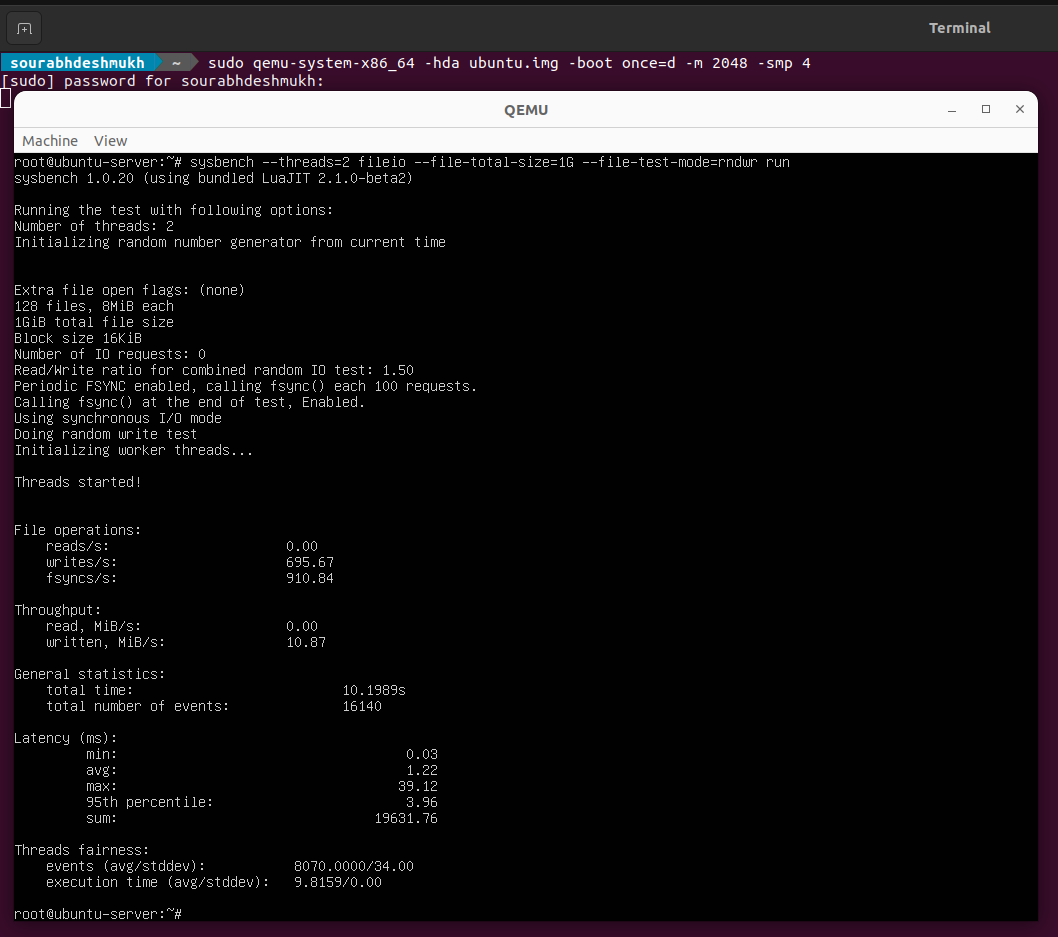 Terminal
sourabhdeshmukh ~ sudo qemu-system-x86_64 -hda ubuntu.img -boot once=d -m 2048 -smp 4
[sudo] password for sourabhdeshmukh:
QEMU
Machine View
root@ubuntu-server:~# sysbench --threads=2 fileio --file-total-size=1G --file-test-mode=rndwr run
sysbench 1.0.20 (using bundled LuaJIT 2.1.0-beta2)
Running the test with following options:
Number of threads: 2
Initializing random number generator from current time
Extra file open flags: (none)
128 files, 8MiB each
1GiB total file size
Block size 16KiB
Number of IO requests: 0
Read/Write ratio for combined random IO test: 1.50
Periodic FSYNC enabled, calling fsync() each 100 requests.
Calling fsync() at the end of test, Enabled.
Using synchronous I/O mode
Doing random write test
Initializing worker threads...
Threads started!
File operations:
reads/s: 0.00
writes/s: 695.67
fsyncs/s: 910.84
Throughput:
read, MiB/s: 0.00
written, MiB/s: 10.87
General statistics:
total time: 10.1989s
total number of events: 16140
Latency (ms):
min: 0.03
avg: 1.22
max: 39.12
95th percentile: 3.96
sum: 19631.76
Threads fairness:
events (avg/stddev): 8070.0000/34.00
execution time (avg/stddev): 9.8159/0.00
root@ubuntu-server:~#